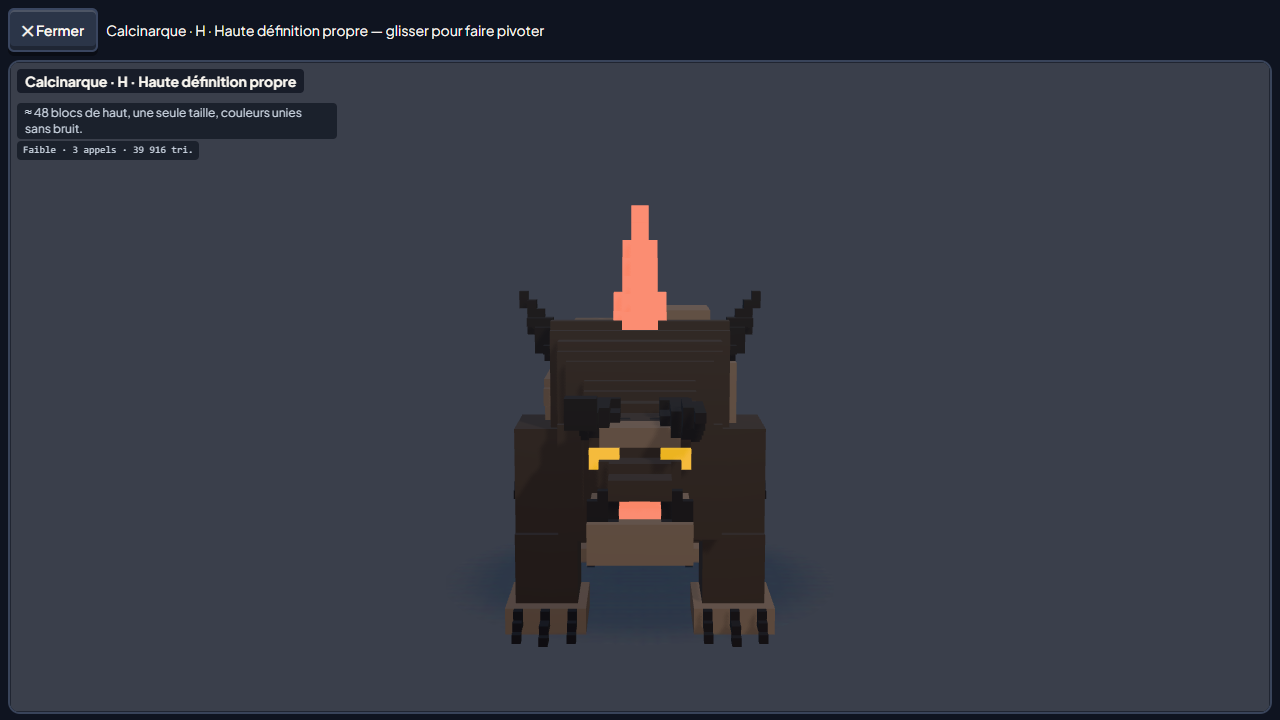 ✕ Fermer
Calcinarque · H · Haute définition propre — glisser pour faire pivoter
Calcinarque · H · Haute définition propre
≈ 48 blocs de haut, une seule taille, couleurs unies
sans bruit.
Faible · 3 appels · 39 916 tri.